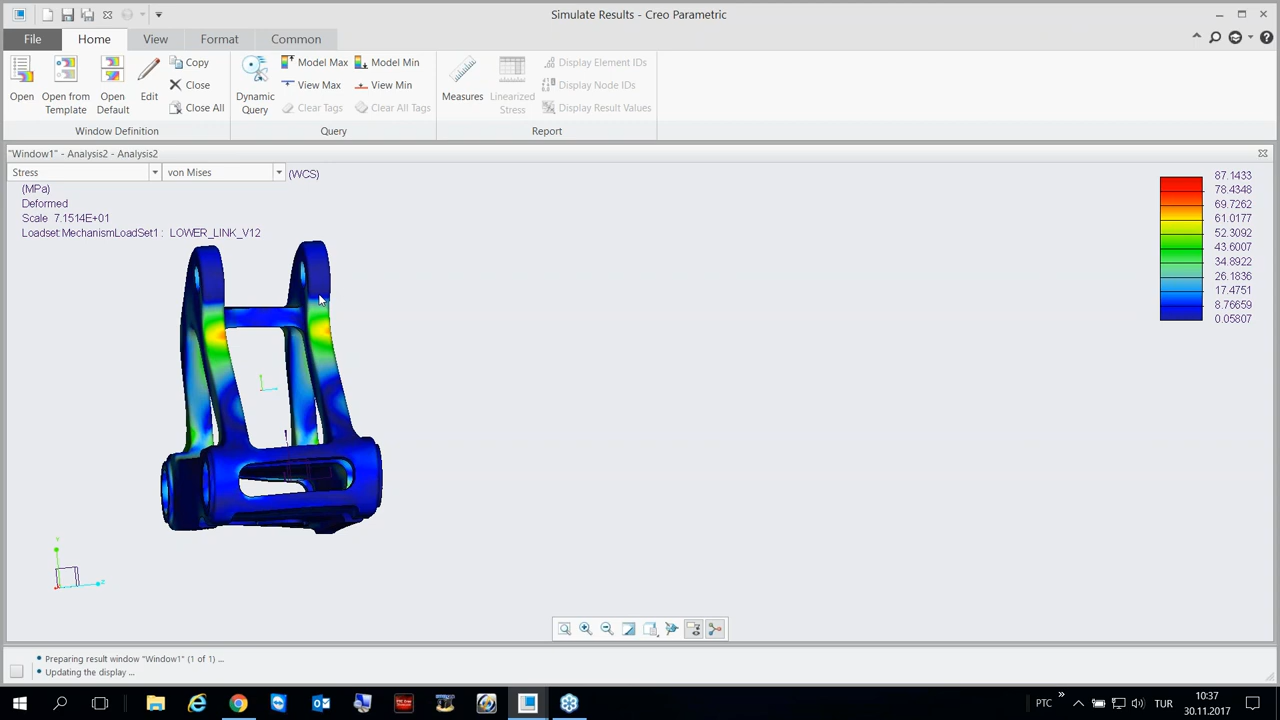 Simulate Results - Creo Parametric
File Home View Format Common
Open
Open from Template
Open Default
Edit
Copy
Close
Close All
Window Definition
Dynamic Query
Model Max
Model Min
View Max
View Min
Clear Tags
Clear All Tags
Query
Measures
Linearized Stress
Display Element IDs
Display Node IDs
Display Result Values
Report
"Window1" - Analysis2 - Analysis2
Stress von Mises (WCS)
(MPa)
Deformed
Scale 7.1514E+01
Loadset:MechanismLoadSet1 : LOWER_LINK_V12
87.1433
78.4348
69.7262
61.0177
52.3092
43.6007
34.8922
26.1836
17.4751
8.76659
0.05807
Preparing result window "Window1" (1 of 1) ...
Updating the display ...
PTC TUR 10:37
30.11.2017